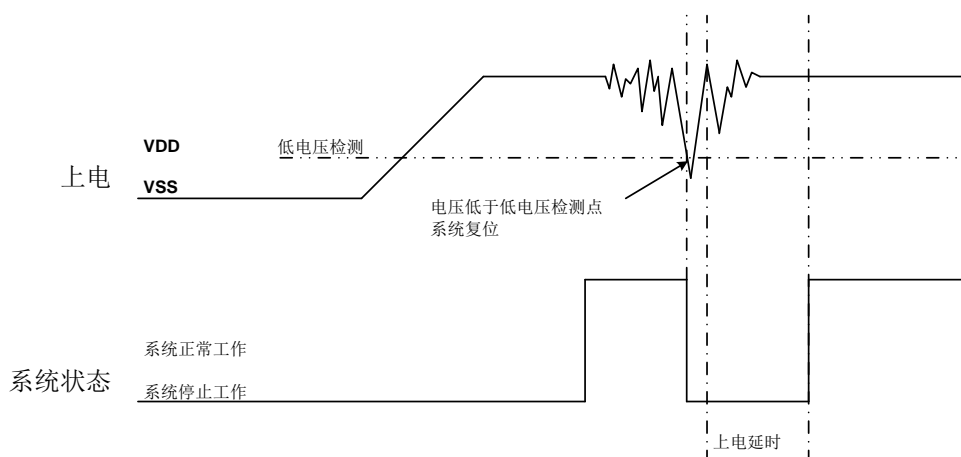 VDD
低电压检测
上电
VSS
电压低于低电压检测点
系统复位
系统正常工作
系统状态
系统停止工作
上电延时